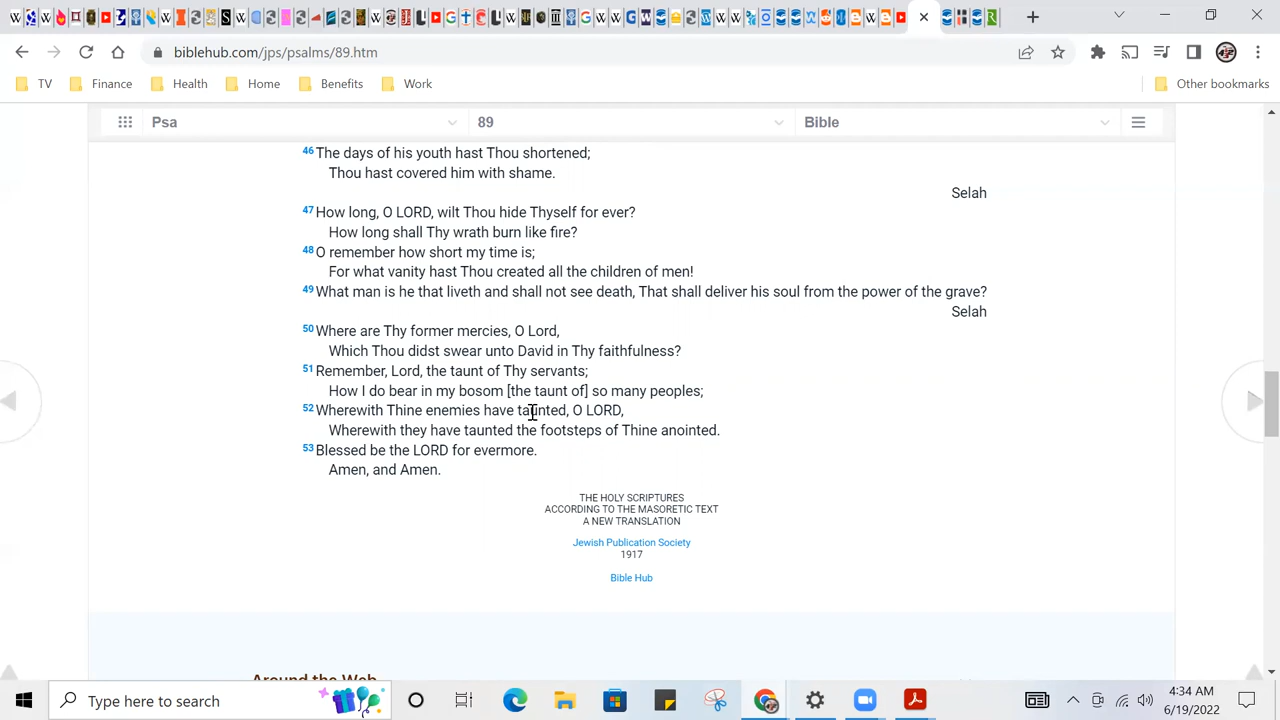 biblehub.com/jps/psalms/89.htm
TV
Finance
Health
Home
Benefits
Work
Other bookmarks
Psa
89
Bible
46 The days of his youth hast Thou shortened;
Thou hast covered him with shame.
Selah
47 How long, O LORD, wilt Thou hide Thyself for ever?
How long shall Thy wrath burn like fire?
48 O remember how short my time is;
For what vanity hast Thou created all the children of men!
49 What man is he that liveth and shall not see death, That shall deliver his soul from the power of the grave?
Selah
50 Where are Thy former mercies, O Lord,
Which Thou didst swear unto David in Thy faithfulness?
51 Remember, Lord, the taunt of Thy servants;
How I do bear in my bosom [the taunt of] so many peoples;
52 Wherewith Thine enemies have taunted, O LORD,
Wherewith they have taunted the footsteps of Thine anointed.
53 Blessed be the LORD for evermore.
Amen, and Amen.
THE HOLY SCRIPTURES
ACCORDING TO THE MASORETIC TEXT
A NEW TRANSLATION
Jewish Publication Society
1917
Bible Hub
Around the Web
Type here to search
4:34 AM
6/19/2022